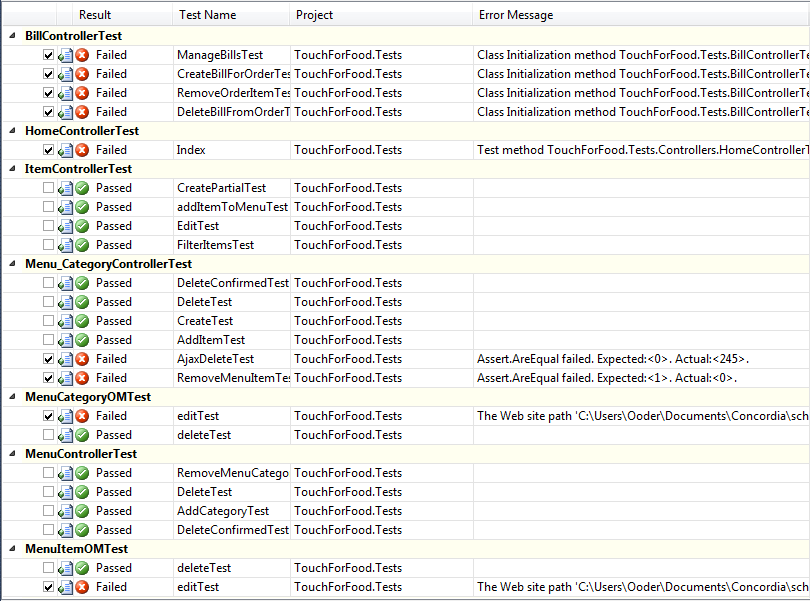 Result Test Name Project Error Message
BillControllerTest
Failed ManageBillsTest TouchForFood.Tests Class Initialization method TouchForFood.Tests.BillControllerTe
Failed CreateBillForOrderTes TouchForFood.Tests Class Initialization method TouchForFood.Tests.BillControllerTe
Failed RemoveOrderItemTes TouchForFood.Tests Class Initialization method TouchForFood.Tests.BillControllerTe
Failed DeleteBillFromOrderT TouchForFood.Tests Class Initialization method TouchForFood.Tests.BillControllerTe
HomeControllerTest
Failed Index TouchForFood.Tests Test method TouchForFood.Tests.Controllers.HomeControllerT
ItemControllerTest
Passed CreatePartialTest TouchForFood.Tests
Passed addItemToMenuTest TouchForFood.Tests
Passed EditTest TouchForFood.Tests
Passed FilterItemsTest TouchForFood.Tests
Menu_CategoryControllerTest
Passed DeleteConfirmedTest TouchForFood.Tests
Passed DeleteTest TouchForFood.Tests
Passed CreateTest TouchForFood.Tests
Passed AddItemTest TouchForFood.Tests
Failed AjaxDeleteTest TouchForFood.Tests Assert.AreEqual failed. Expected:<0>. Actual:<245>.
Failed RemoveMenuItemTes TouchForFood.Tests Assert.AreEqual failed. Expected:<1>. Actual:<0>.
MenuCategoryOMTest
Failed editTest TouchForFood.Tests The Web site path 'C:\Users\Ooder\Documents\Concordia\sch
Passed deleteTest TouchForFood.Tests
MenuControllerTest
Passed RemoveMenuCatego TouchForFood.Tests
Passed DeleteTest TouchForFood.Tests
Passed AddCategoryTest TouchForFood.Tests
Passed DeleteConfirmedTest TouchForFood.Tests
MenuItemOMTest
Passed deleteTest TouchForFood.Tests
Failed editTest TouchForFood.Tests The Web site path 'C:\Users\Ooder\Documents\Concordia\sch